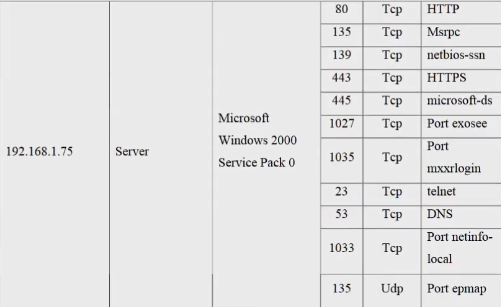 80 Tcp HTTP
135 Tcp Msrpc
139 Tcp netbios-ssn
443 Tcp HTTPS
445 Tcp microsoft-ds
192.168.1.75 Server Microsoft
Windows 2000
Service Pack 0
1027 Tcp Port exosee
1035 Tcp Port
mxxrlogin
23 Tcp telnet
53 Tcp DNS
1033 Tcp Port netinfo-
local
135 Udp Port epmap